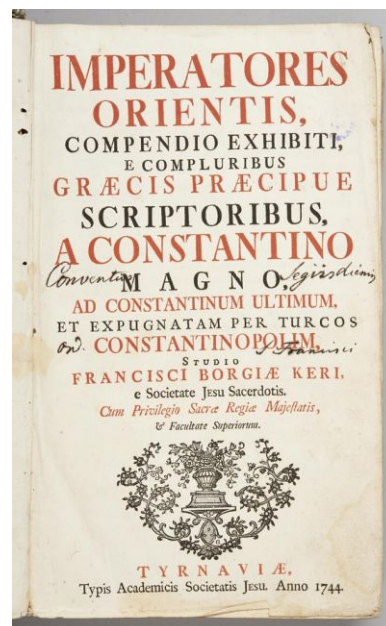 IMPERATORES
ORIENTIS,
COMPENDIO EXHIBITI,
E COMPLURIBUS
GRÆCIS PRÆCIPUE
SCRIPTORIBUS,
A CONSTANTINO
Conventus MAGNO,
AD CONSTANTINUM ULTIMUM,
ET EXPUGNATAM PER TURCOS
ord. CONSTANTINOPOLIM, S. Francisci
STUDIO
FRANCISCI BORGIÆ KERI,
e Societate JESU Sacerdotis.
Cum Privilegio Sacræ Regiæ Majestatis,
& Facultate Superiorum.
TYRNAVIÆ,
Typis Academicis Societatis JESU. Anno 1744.